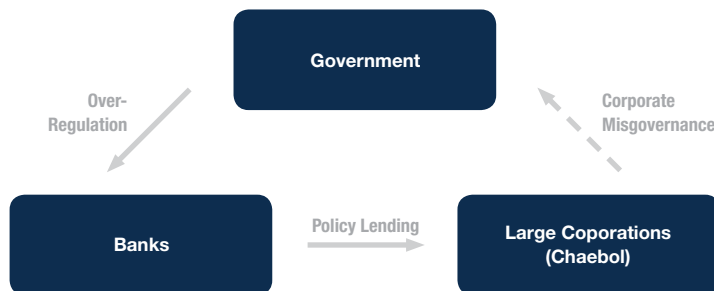 Government
Over-
Regulation
Corporate
Misgovernance
Banks
Policy Lending
Large Coporations
(Chaebol)